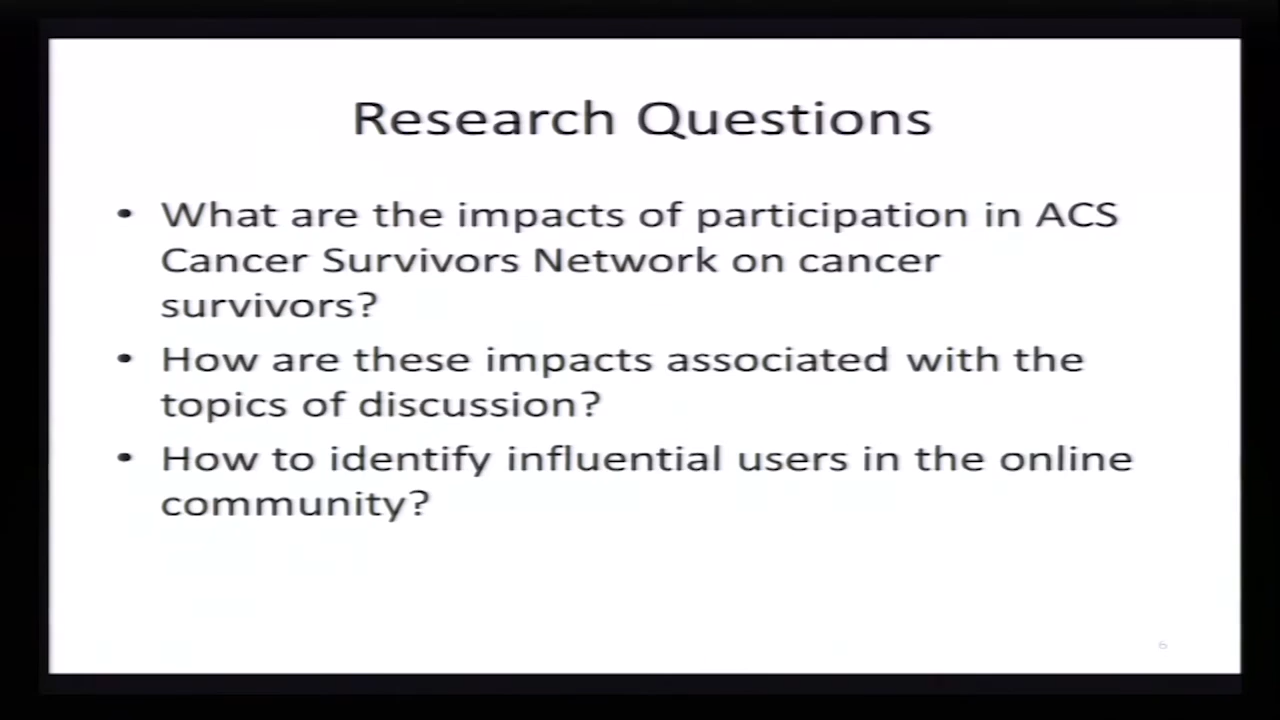 Research Questions
• What are the impacts of participation in ACS
Cancer Survivors Network on cancer
survivors?
• How are these impacts associated with the
topics of discussion?
• How to identify influential users in the online
community?
6